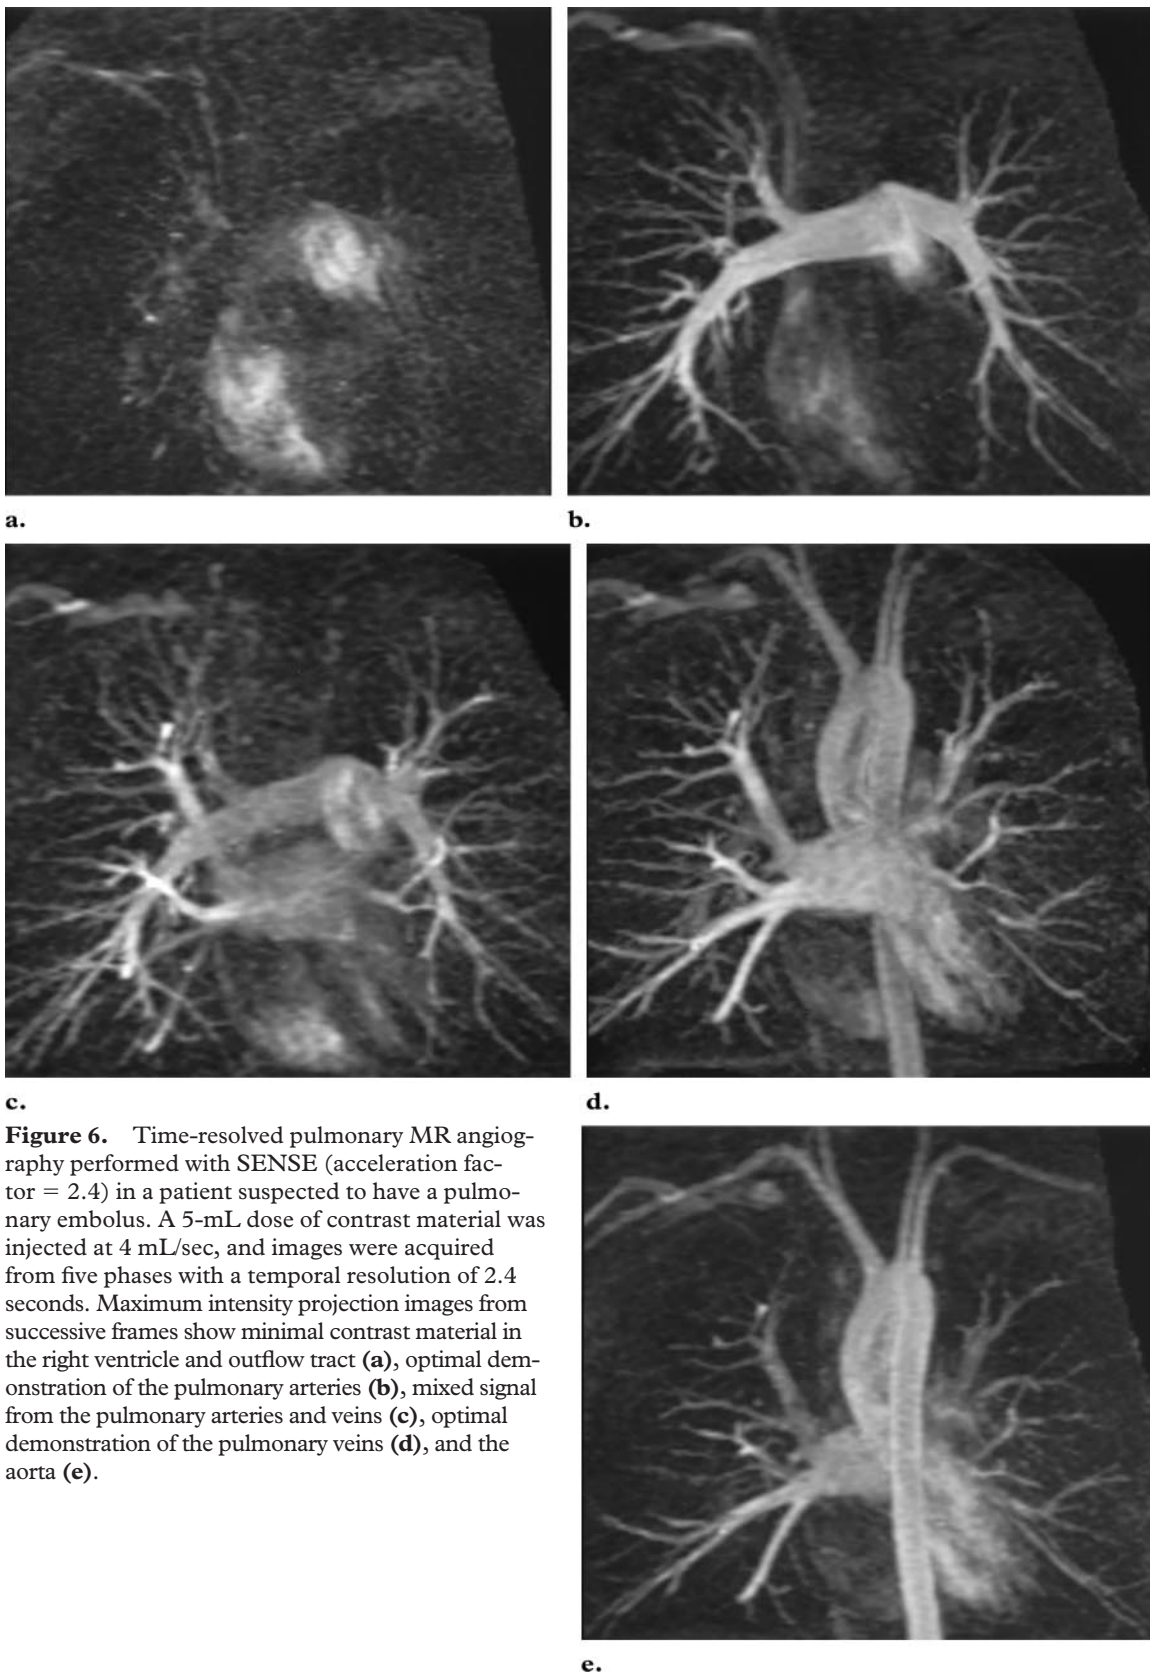 a.
b.
c.
d.
Figure 6. Time-resolved pulmonary MR angiog-
raphy performed with SENSE (acceleration fac-
tor = 2.4) in a patient suspected to have a pulmo-
nary embolus. A 5-mL dose of contrast material was
injected at 4 mL/sec, and images were acquired
from five phases with a temporal resolution of 2.4
seconds. Maximum intensity projection images from
successive frames show minimal contrast material in
the right ventricle and outflow tract (a), optimal dem-
onstration of the pulmonary arteries (b), mixed signal
from the pulmonary arteries and veins (c), optimal
demonstration of the pulmonary veins (d), and the
aorta (e).
e.